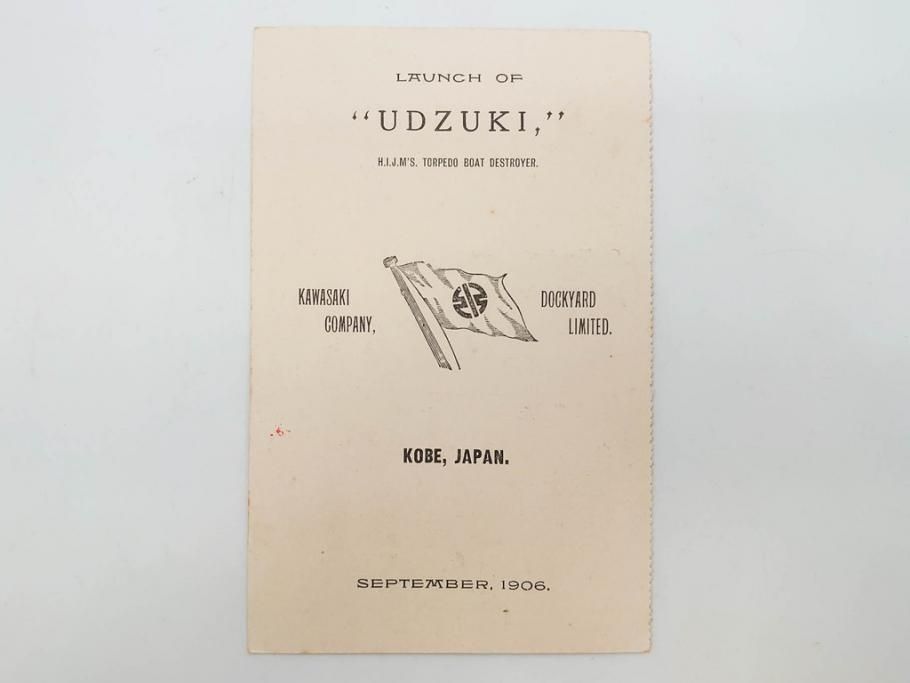 LAUNCH OF
“UDZUKI,”
H.I.J.M'S. TORPEDO BOAT DESTROYER.
KAWASAKI DOCKYARD
COMPANY, LIMITED.
KOBE, JAPAN.
SEPTEMBER, 1906.